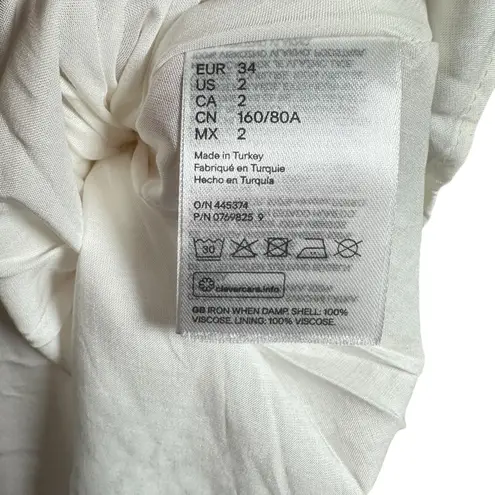 EUR 34
US 2
CA 2
CN 160/80A
MX 2
Made in Turkey
Fabriqué en Turquie
Hecho en Turquía
O/N 445374
P/N 0769825 9
30
clevercare.info
GB IRON WHEN DAMP. SHELL: 100%
VISCOSE. LINING: 100% VISCOSE.